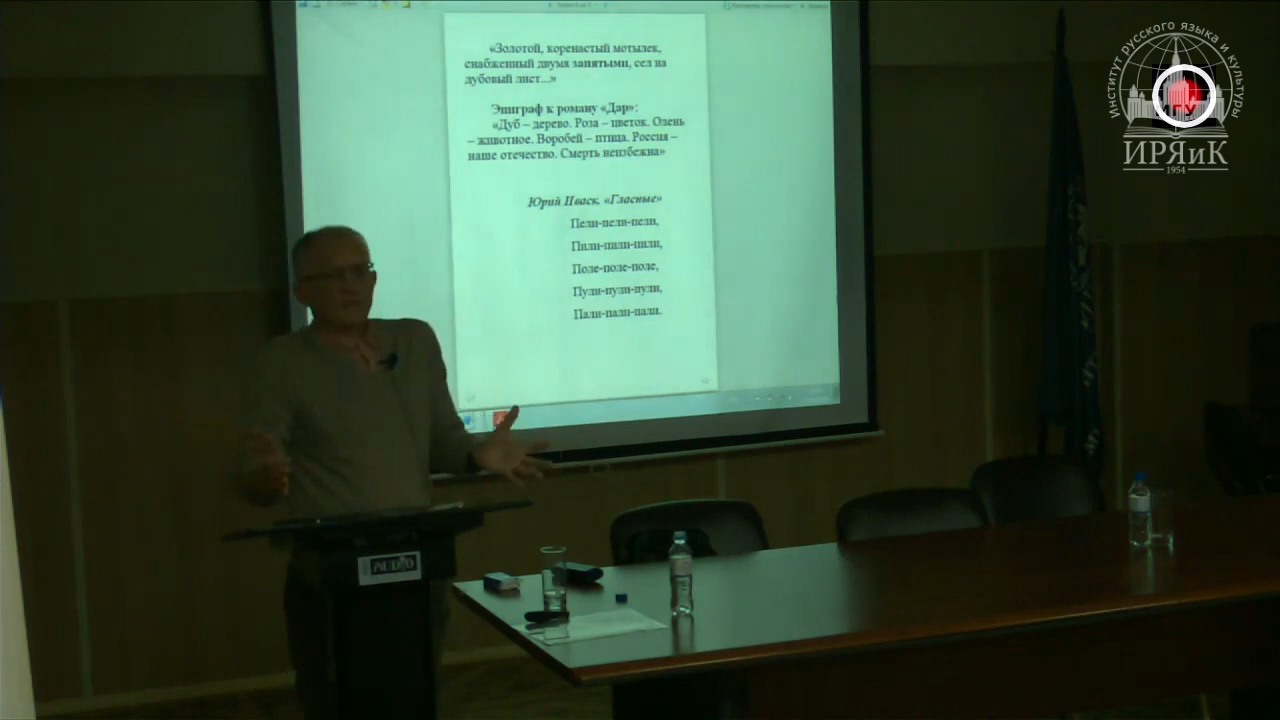 «Золотой, коренастый мотылек,
снабженный двумя запятыми, сел на
дубовый лист...»
Эпиграф к роману «Дар»:
«Дуб – дерево. Роза – цветок. Олень
– животное. Воробей – птица. Россия –
наше отечество. Смерть неизбежна»
Юрий Иваск. «Гласные»
Пели-пели-пели,
Пили-пили-пили,
Поле-поле-поле,
Пули-пули-пули,
Пали-пали-пали.
Институт русского языка и культуры
МГУ
ИРЯиК
1954
AUDIO